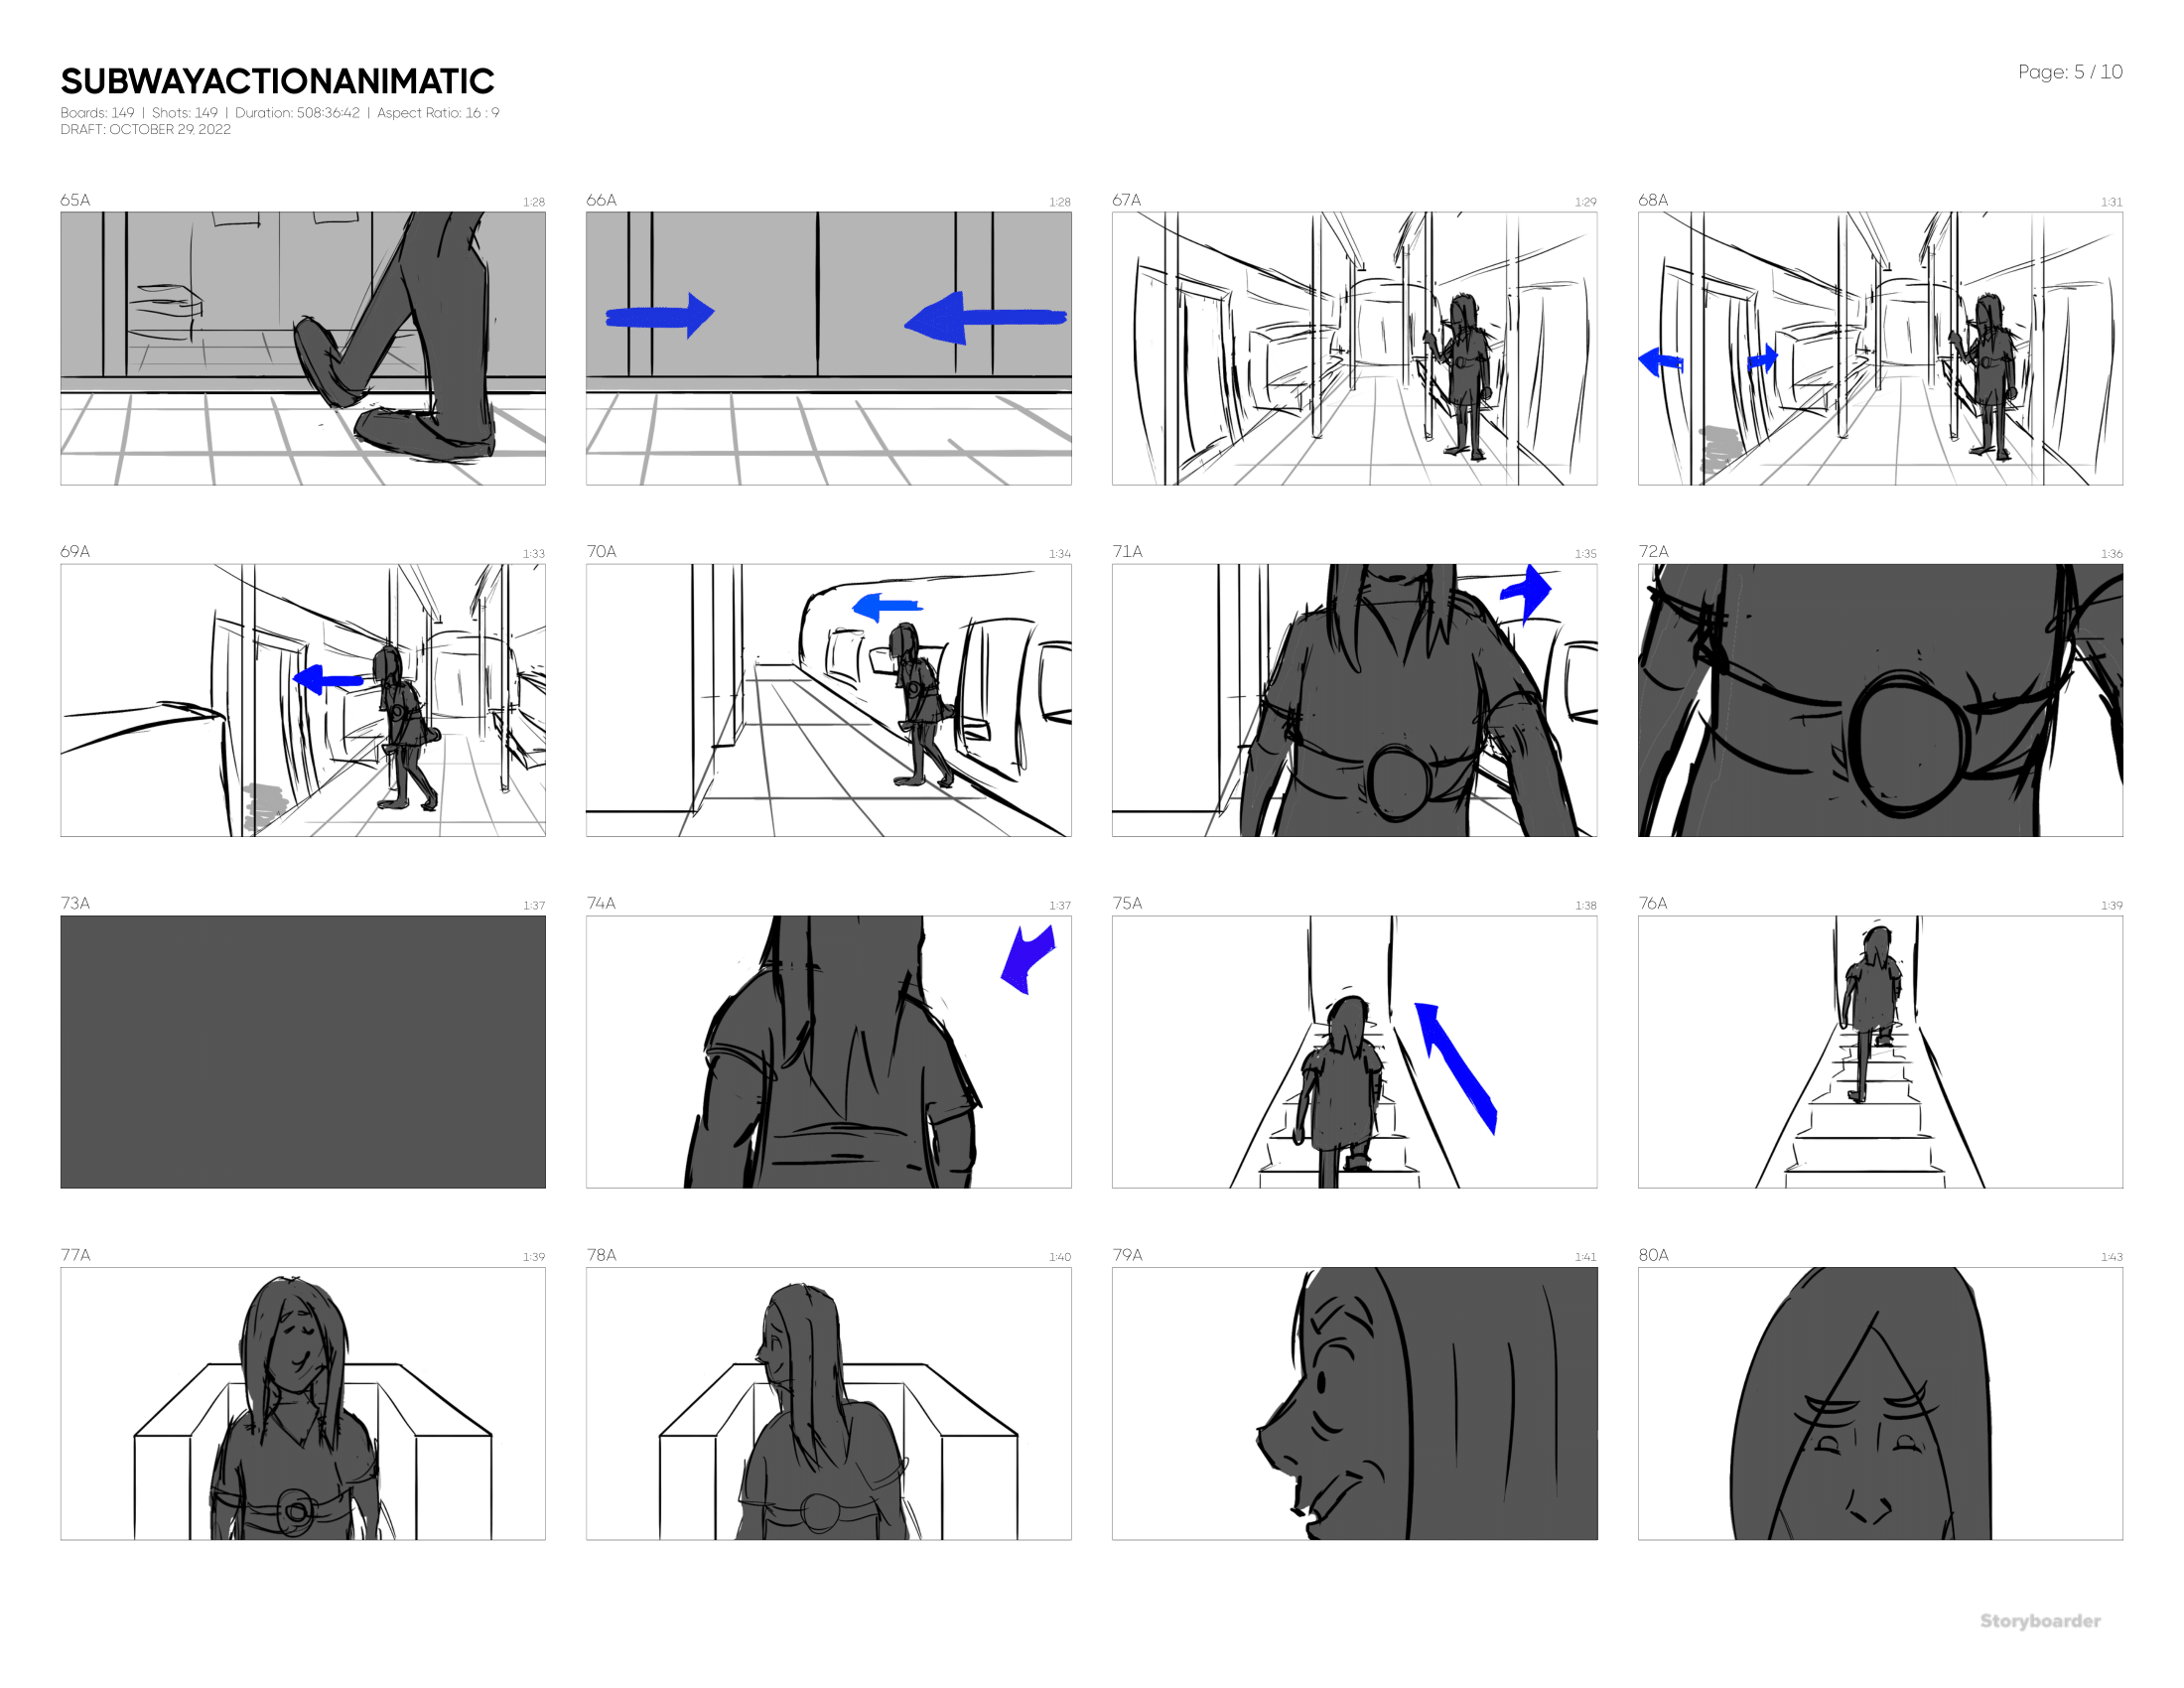 SUBWAYACTIONANIMATIC
Page: 5 / 10
Boards: 149 | Shots: 149 | Duration: 508:36:42 | Aspect Ratio: 16 : 9
DRAFT: OCTOBER 29, 2022
65A 1:28 66A 1:28 67A 1:29 68A 1:31
69A 1:33 70A 1:34 71A 1:35 72A 1:36
73A 1:37 74A 1:37 75A 1:38 76A 1:39
77A 1:39 78A 1:40 79A 1:41 80A 1:43
Storyboarder